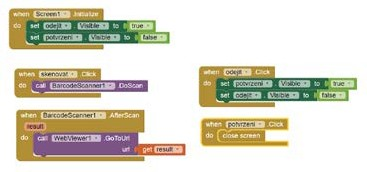 when Screen1 .Initialize
do set odejit . Visible to true
set potvrzeni . Visible to false
when skenovat .Click
do call BarcodeScanner1 .DoScan
when BarcodeScanner1 .AfterScan
result
do call WebViewer1 .GoToUrl
url get result
when odejit .Click
do set potvrzeni . Visible to true
set odejit . Visible to false
when potvrzeni .Click
do close screen